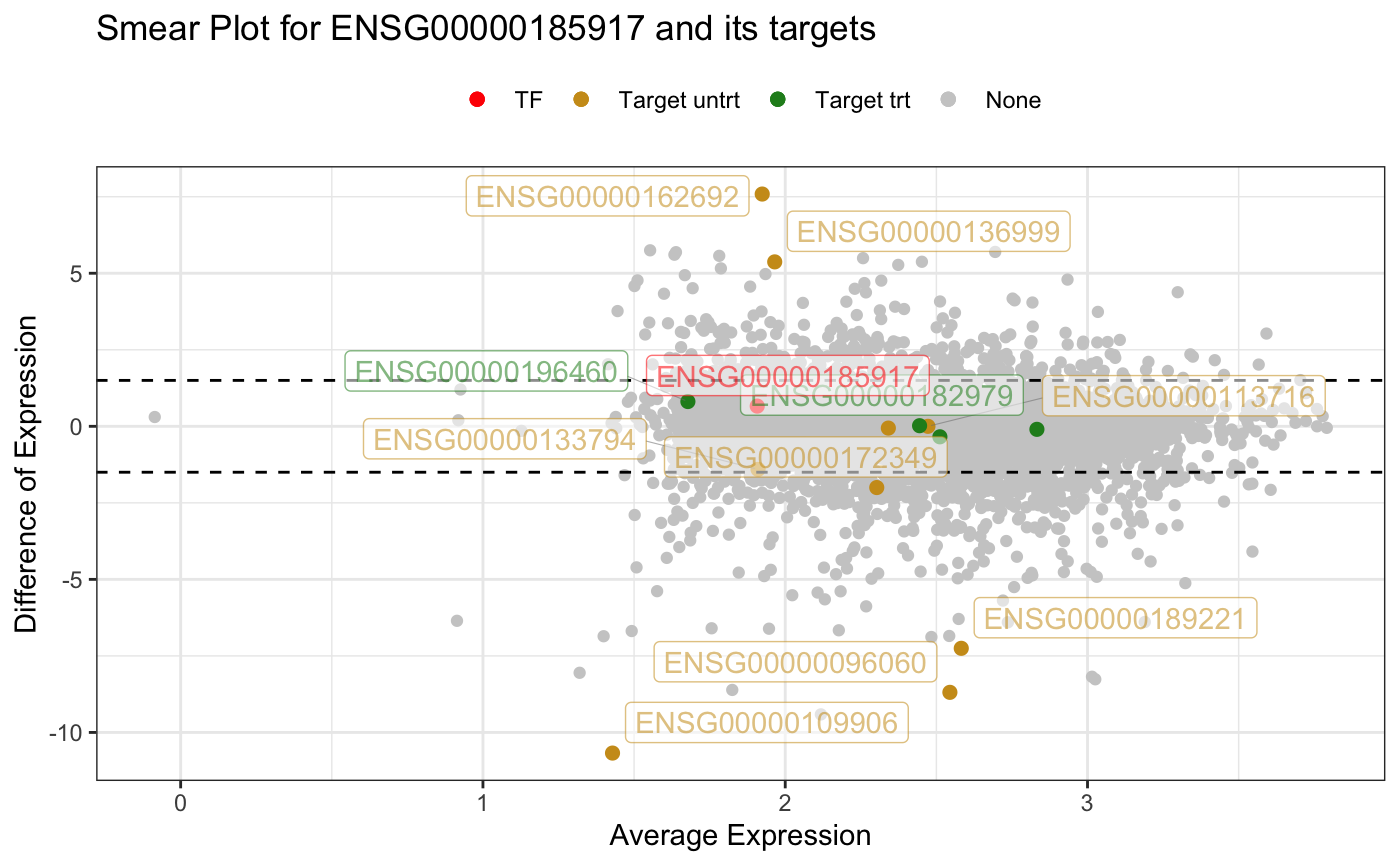 Smear Plot for ENSG00000185917 and its targets
TF Target untrt Target trt None
ENSG00000162692
ENSG00000136999
5
ENSG00000196460
ENSG00000185917
ENSG00000182979
ENSG00000113716
0
ENSG00000133794
ENSG00000172349
-5
ENSG00000189221
ENSG00000096060
ENSG00000109906
-10
0 1 2 3
Average Expression
Difference of Expression